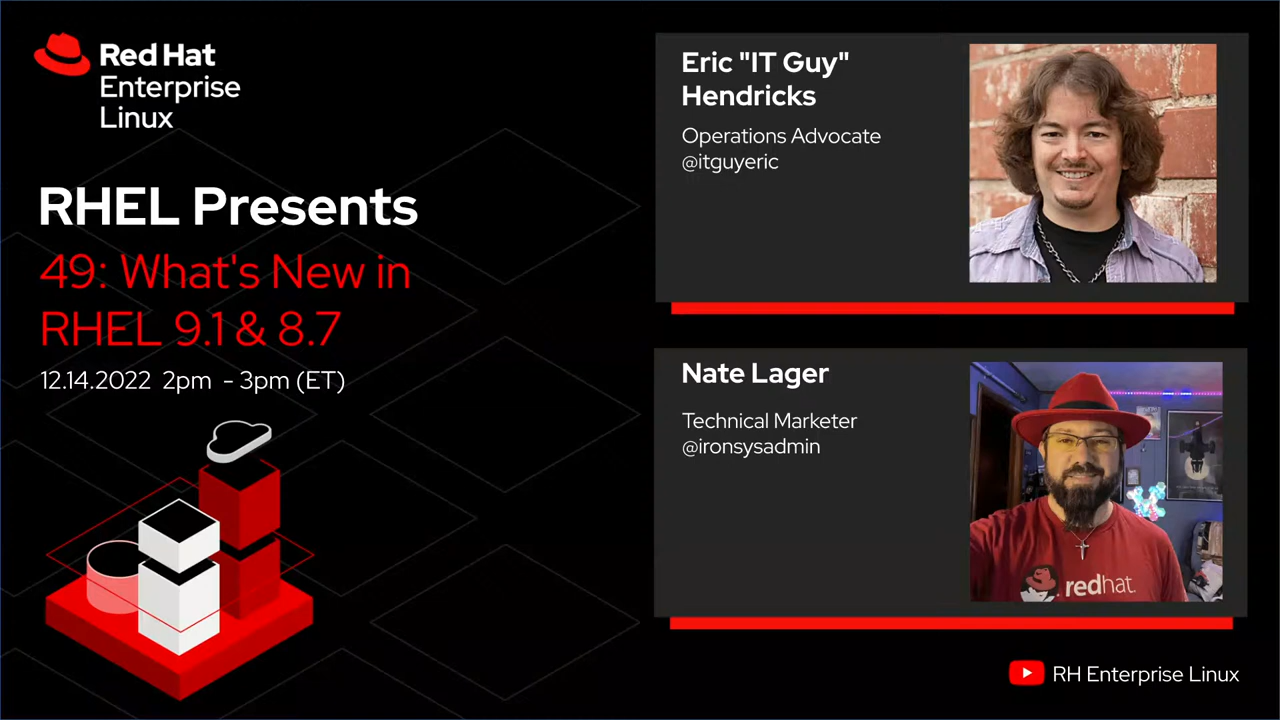 Red Hat
Enterprise
Linux
RHEL Presents
49: What's New in
RHEL 9.1 & 8.7
12.14.2022 2pm - 3pm (ET)
Eric "IT Guy"
Hendricks
Operations Advocate
@itguyeric
Nate Lager
Technical Marketer
@ironsysadmin
redhat.
RH Enterprise Linux